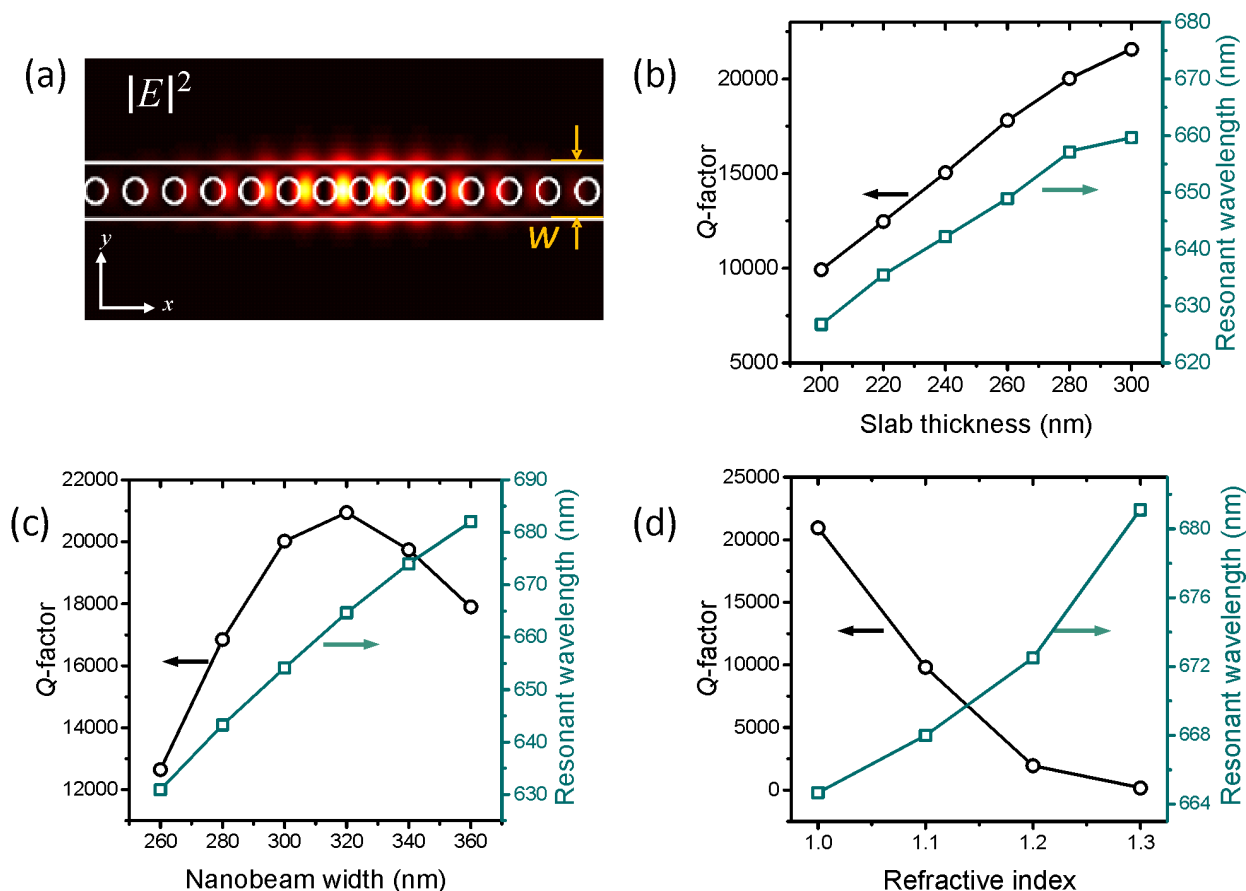 (a)
|E|²
W
y
x
(b)
20000
15000
10000
5000
Q-factor
680
670
660
650
640
630
620
Resonant wavelength (nm)
200 220 240 260 280 300
Slab thickness (nm)
(c)
22000
20000
18000
16000
14000
12000
Q-factor
690
680
670
660
650
640
630
Resonant wavelength (nm)
260 280 300 320 340 360
Nanobeam width (nm)
(d)
25000
20000
15000
10000
5000
0
Q-factor
680
676
672
668
664
Resonant wavelength (nm)
1.0 1.1 1.2 1.3
Refractive index